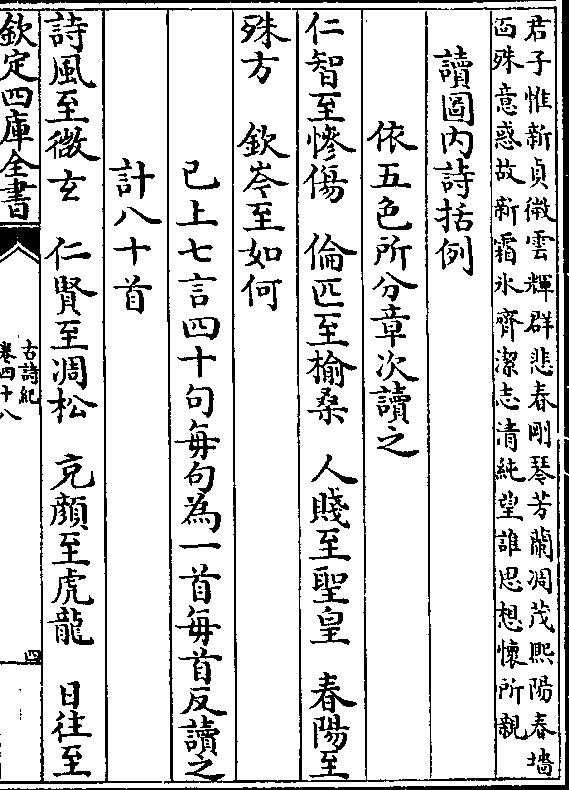 君子惟新貞微雲輝群悲春剛琴芳蘭凋茂熙陽春墻
面殊意惑故新霜氷齊潔志清純望誰思想懷所親
讀圖内詩括例
依五色所分章次讀之
仁智至慘傷　倫匹至榆桑　人賤至聖皇　春陽至
殊方　欽岑至如何
已上七言四十句每句為一首每首反讀之
計八十首
詩風至微玄　仁賢至凋松　克顔至虎龍　日往至
欽定四庫全書
古詩紀
卷四十八
四